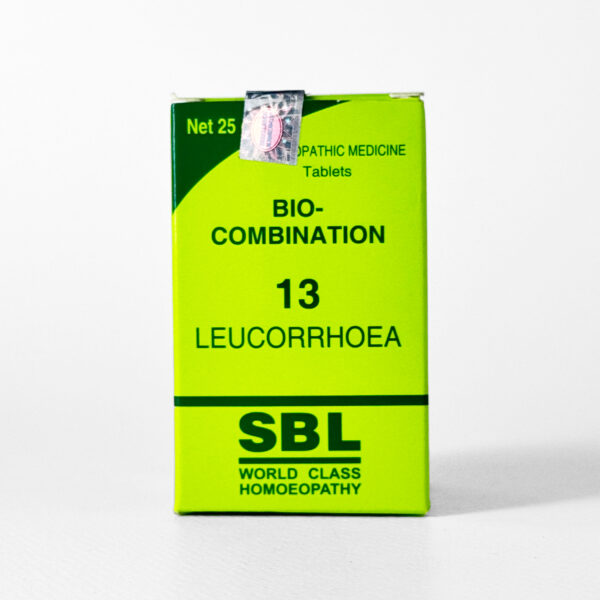 Net 25
OPATHIC MEDICINE
Tablets
BIO-
COMBINATION
13
LEUCORRHOEA
SBL
WORLD CLASS
HOMOEOPATHY